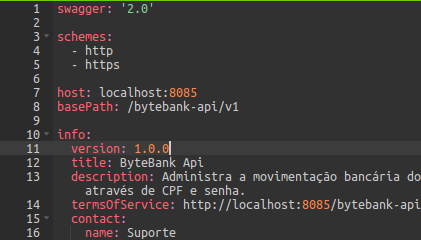 1 swagger: '2.0'
2
3 schemes:
4 - http
5 - https
6
7 host: localhost:8085
8 basePath: /bytebank-api/v1
9
10 info:
11 version: 1.0.0
12 title: ByteBank Api
13 description: Administra a movimentação bancária do
através de CPF e senha.
14 termsOfService: http://localhost:8085/bytebank-api
15 contact:
16 name: Suporte